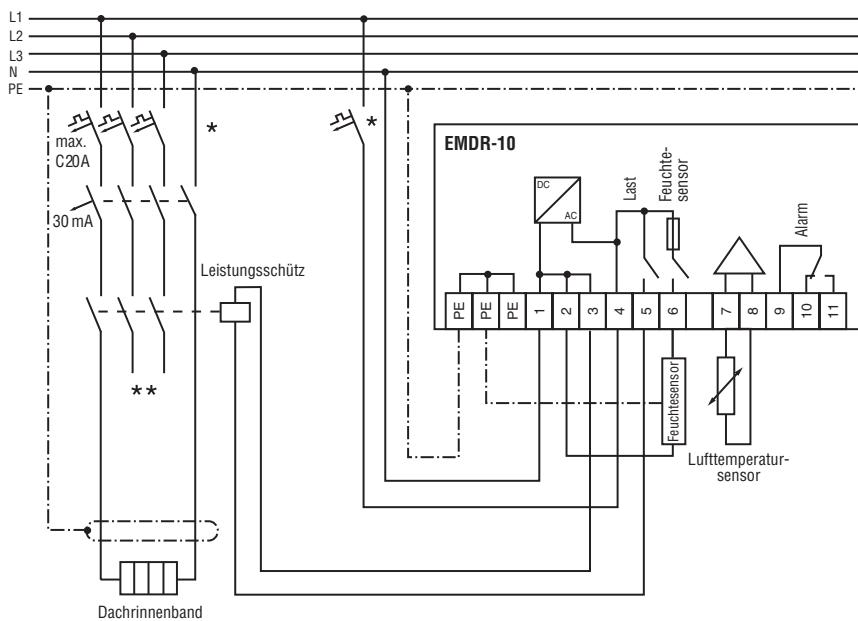 L1
L2
L3
N
PE
max.
C20A
*
*
EMDR-10
DC
AC
Last
Feuchte-
sensor
Alarm
30 mA
Leistungsschütz
PE
PE
PE
1
2
3
4
5
6
7
8
9
10
11
**
Feuchtesensor
Lufttemperatur-
sensor
Dachrinnenband